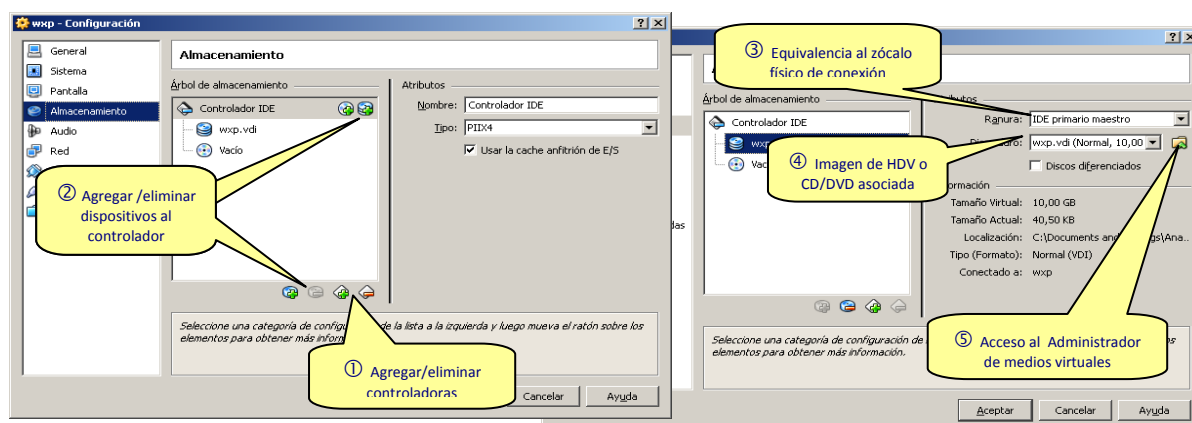 wxp - Configuración
General
Sistema
Pantalla
Almacenamiento
Audio
Red
Almacenamiento
Árbol de almacenamiento
Controlador IDE
wxp.vdi
Vacío
Atributos
Nombre: Controlador IDE
Tipo: PIIX4
Usar la cache anfitrión de E/S
② Agregar /eliminar
dispositivos al
controlador
Seleccione una categoría de de la lista a la izquierda y luego mueva el ratón sobre los
elementos para obtener más
① Agregar/eliminar
controladoras
Cancelar
Ayuda
③ Equivalencia al zócalo
físico de conexión
Árbol de almacenamiento
Controlador IDE
Ranura: IDE primario maestro
wxp.vdi (Normal, 10,00
Discos diferenciados
④ Imagen de HDV o
CD/DVD asociada
Tamaño Virtual: 10,00 GB
Tamaño Actual: 40,50 KB
Localización: C:\Documents
Tipo (Formato): Normal (VDI)
Conectado a: wxp
Seleccione una categoría de configuración de
elementos para obtener más información.
⑤ Acceso al Administrador
de medios virtuales
Aceptar
Cancelar
Ayuda